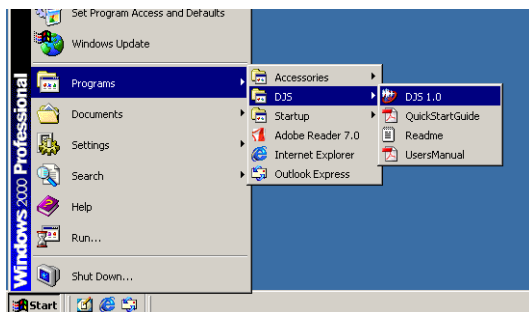 Set Program Access and Defaults
Windows Update
Programs
Documents
Settings
Search
Help
Run...
Shut Down...
Windows 2000 Professional
Start
Accessories
DJS
Startup
Adobe Reader 7.0
Internet Explorer
Outlook Express
DJS 1.0
QuickStartGuide
Readme
UsersManual